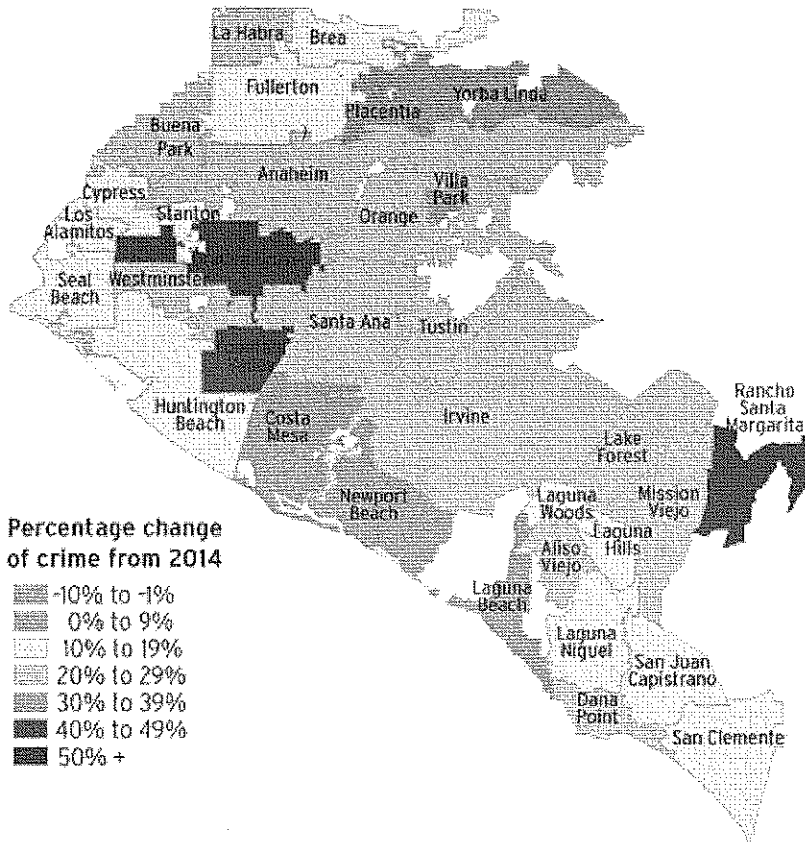 La Habra
Brea
Fullerton
Yorba Linda
Placentia
Buena
Park
Anaheim
Villa
Park
Cypress
Orange
Los
Alamitos
Stanton
Westminster
Seal
Beach
Santa Ana
Tustin
Huntington
Beach
Costa
Mesa
Irvine
Rancho
Santa
Margarita
Lake
Forest
Newport
Beach
Laguna
Woods
Mission
Viejo
Laguna
Hills
Aliso
Viejo
Laguna
Beach
Laguna
Niguel
San Juan
Capistrano
Dana
Point
San Clemente
Percentage change
of crime from 2014
-10% to -1%
0% to 9%
10% to 19%
20% to 29%
30% to 39%
40% to 49%
50% +